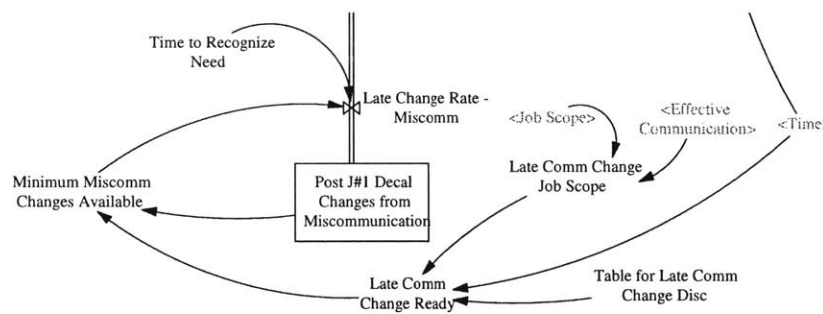 Time to Recognize
Need
Late Change Rate -
Miscomm
<Job Scope>
<Effective
Communication>
<Time
Late Comm Change
Job Scope
Minimum Miscomm
Changes Available
Post J#1 Decal
Changes from
Miscommunication
Late Comm
Change Ready
Table for Late Comm
Change Disc